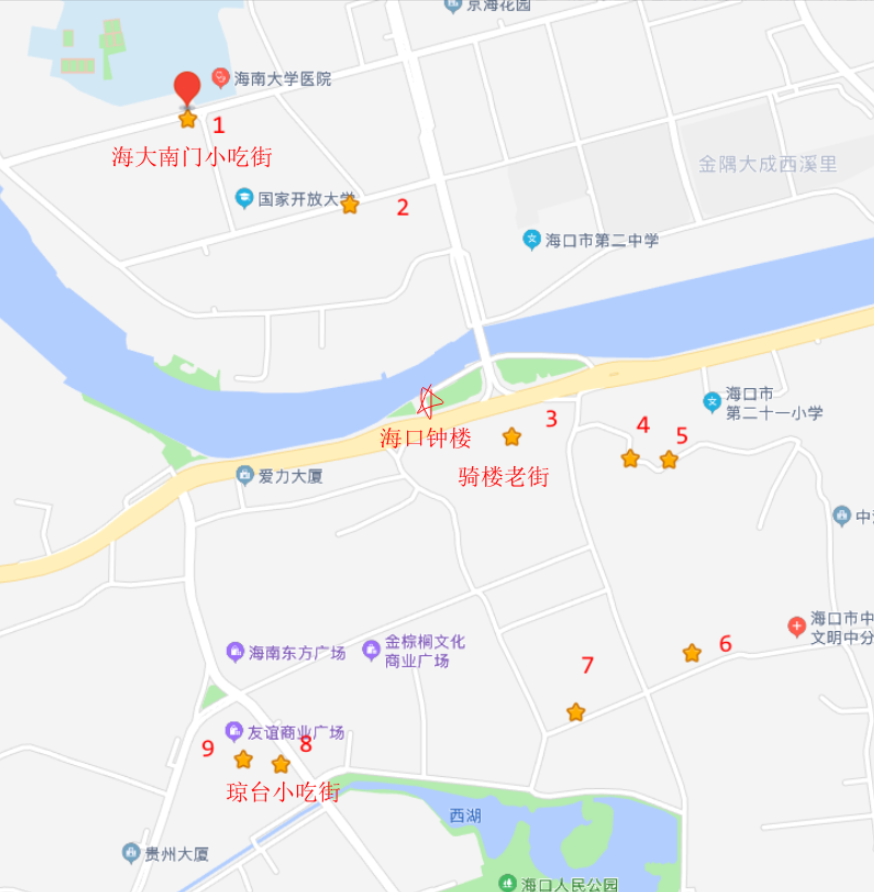 京海花园
海南大学医院
1
海大南门小吃街
金隅大成西溪里
国家开放大学
2
文
海口市第二中学
海口市
第二十一小学
文
3
4
5
海口钟楼
骑楼老街
爱力大厦
海口市中
文明中分
6
金棕榈文化
商业广场
海南东方广场
7
友谊商业广场
9
8
琼台小吃街
西湖
贵州大厦
海口人民公园